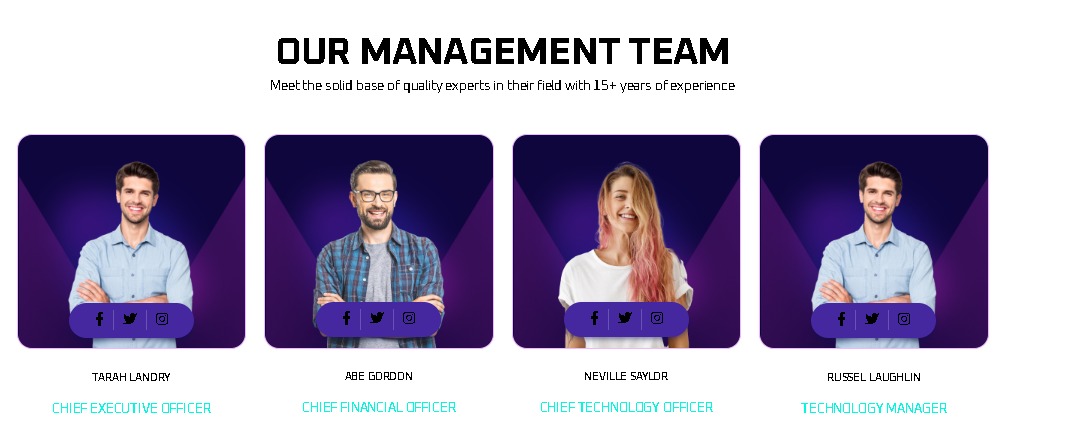 OUR MANAGEMENT TEAM
Meet the solid base of quality experts in their field with 15+ years of experience
TARAH LANDRY
ABE GORDON
NEVILLE SAYLOR
RUSSEL LAUGHLIN
CHIEF EXECUTIVE OFFICER
CHIEF FINANCIAL OFFICER
CHIEF TECHNOLOGY OFFICER
TECHNOLOGY MANAGER